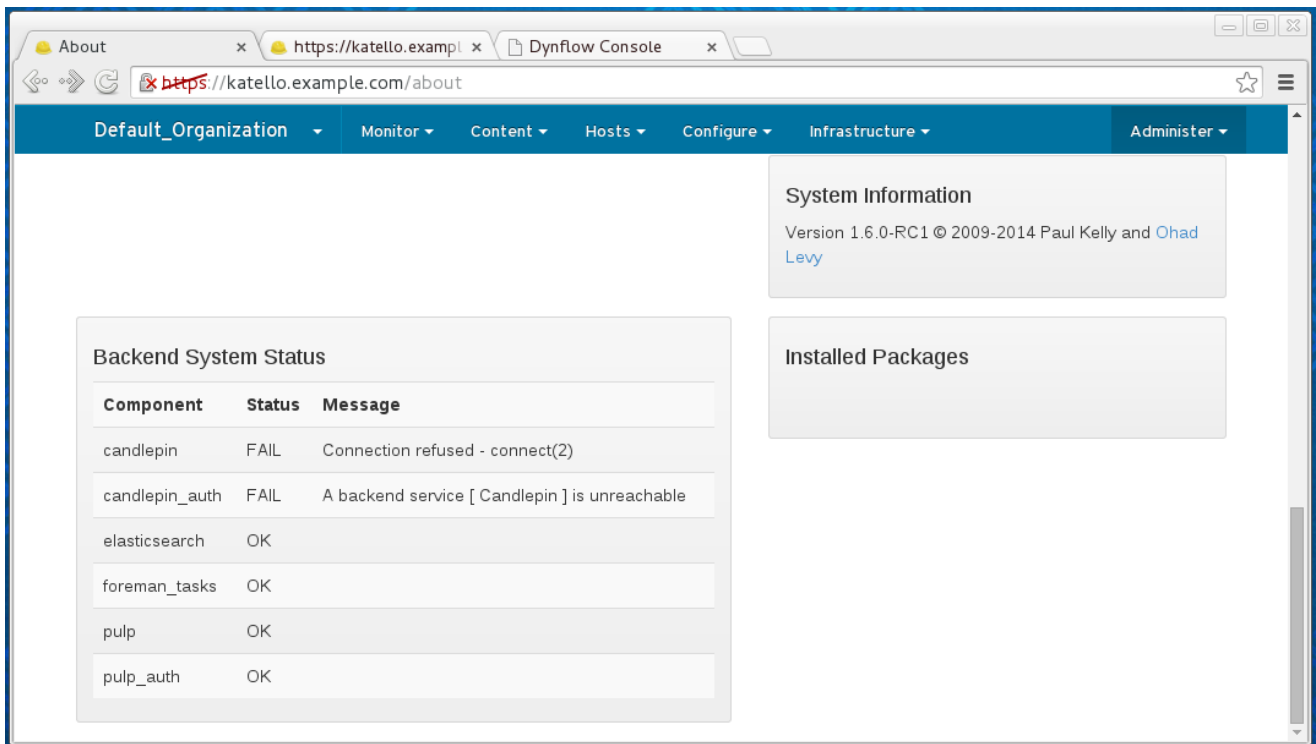 About
https://katello.exampl
Dynflow Console
https://katello.example.com/about
Default_Organization Monitor Content Hosts Configure Infrastructure Administer
System Information
Version 1.6.0-RC1 © 2009-2014 Paul Kelly and Ohad
Levy
Backend System Status
Component Status Message
candlepin FAIL Connection refused - connect(2)
candlepin_auth FAIL A backend service [ Candlepin ] is unreachable
elasticsearch OK
foreman_tasks OK
pulp OK
pulp_auth OK
Installed Packages